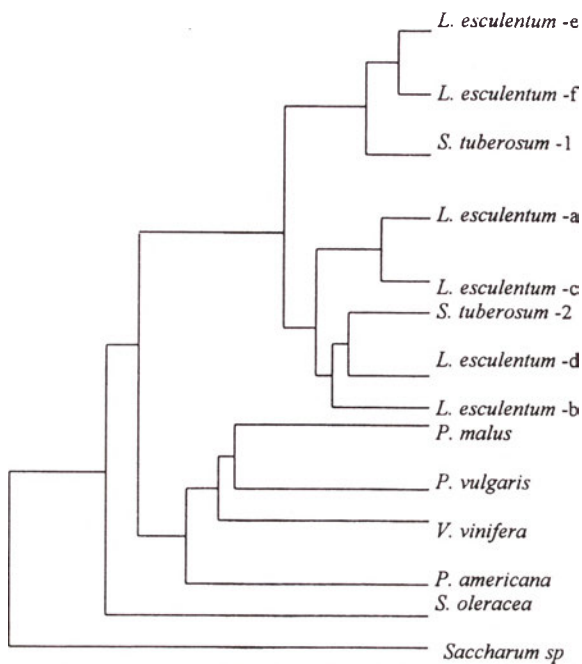 L. esculentum -e
L. esculentum -f
S. tuberosum -1
L. esculentum -a
L. esculentum -c
S. tuberosum -2
L. esculentum -d
L. esculentum -b
P. malus
P. vulgaris
V. vinifera
P. americana
S. oleracea
Saccharum sp